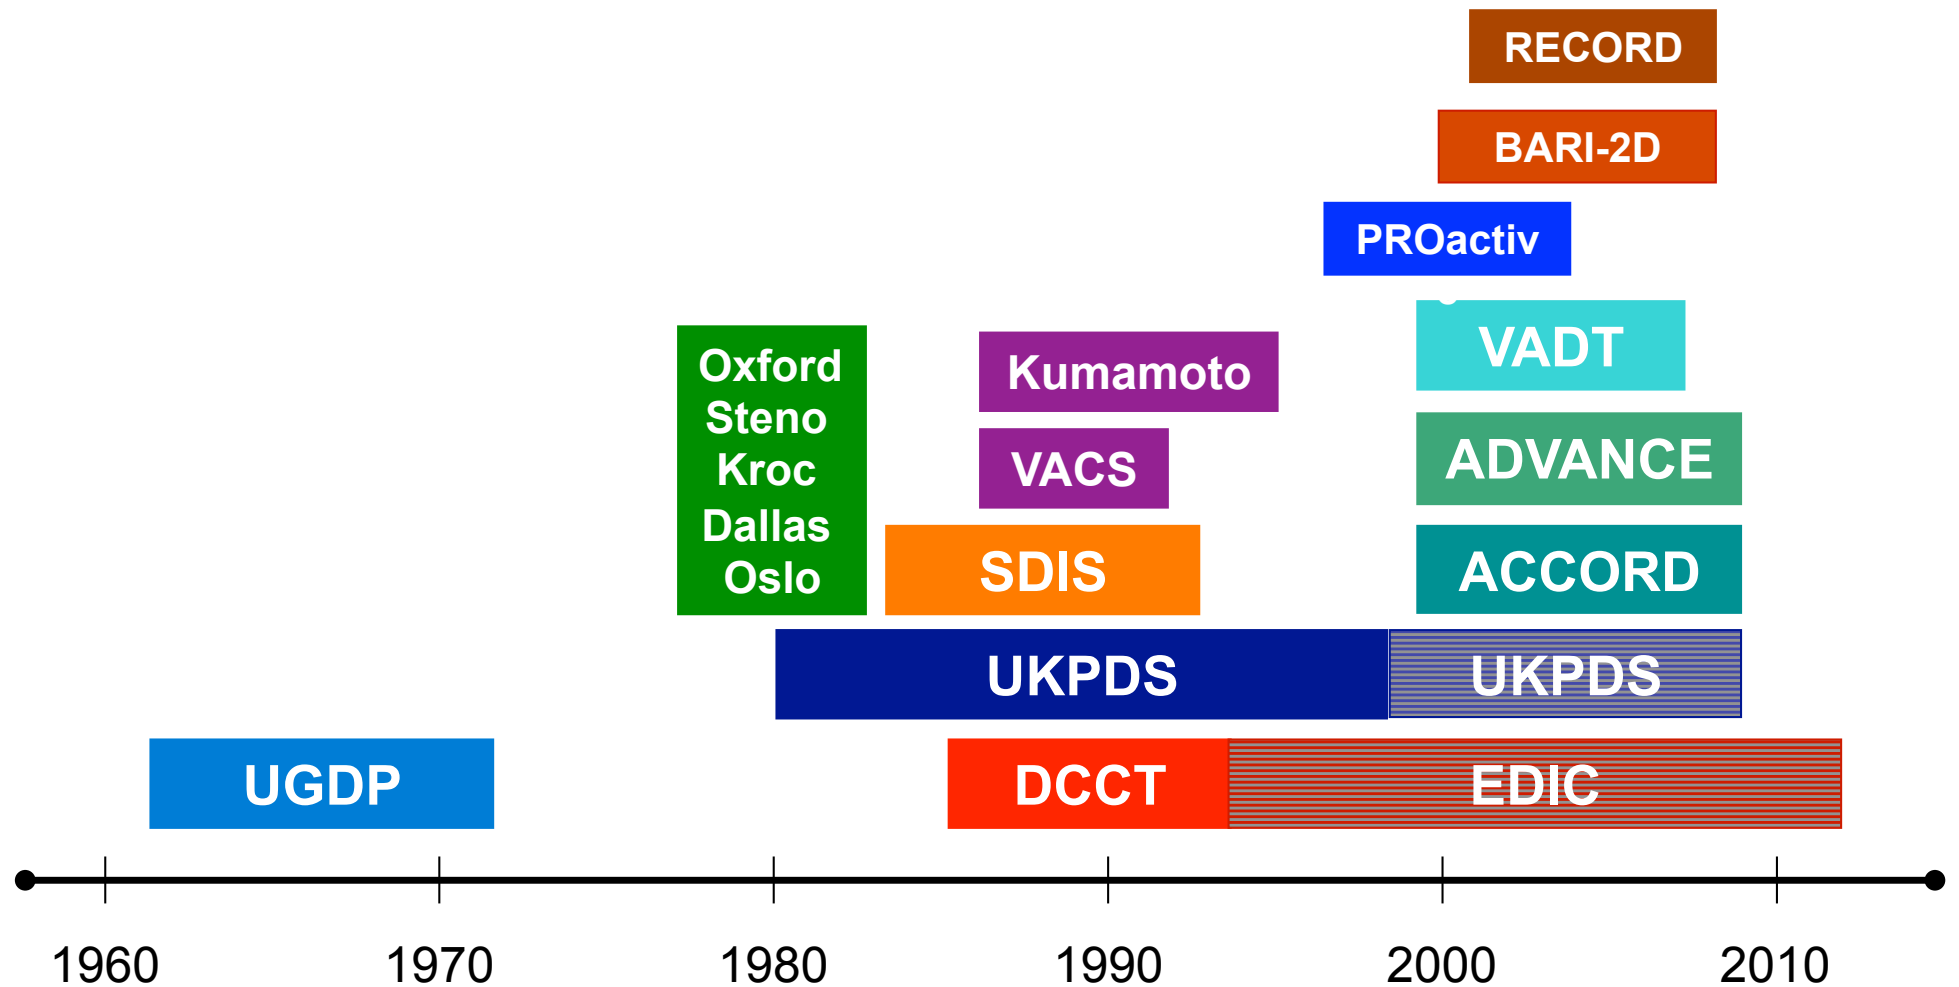 RECORD
BARI-2D
PROactiv
VADT
Oxford
Steno
Kroc
Dallas
Oslo
Kumamoto
VACS
ADVANCE
SDIS
ACCORD
UKPDS
UKPDS
UGDP
DCCT
EDIC
1960
1970
1980
1990
2000
2010